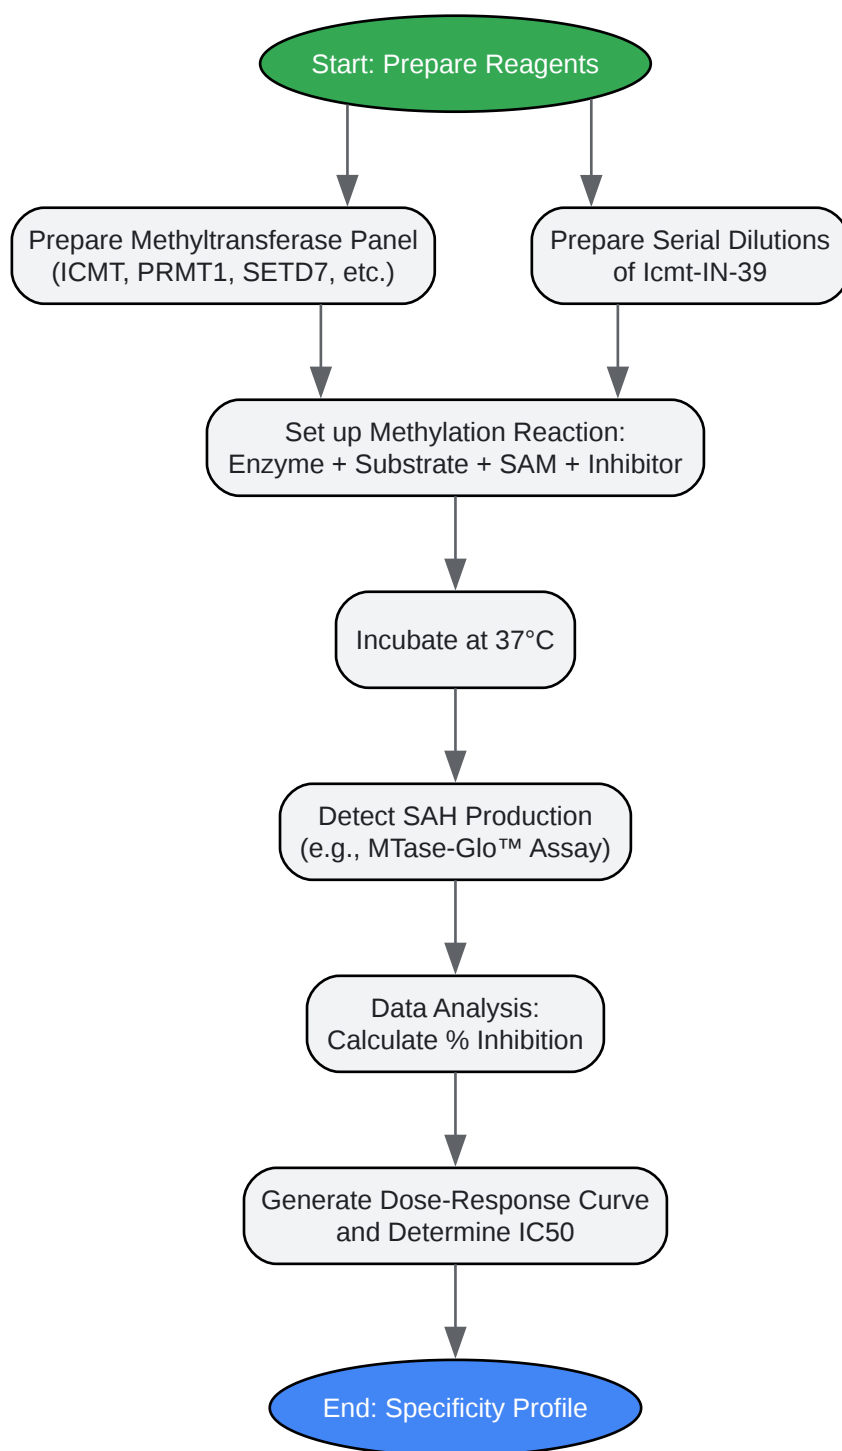 Start: Prepare Reagents
Prepare Methyltransferase Panel
(ICMT, PRMT1, SETD7, etc.)
Prepare Serial Dilutions
of Icmt-IN-39
Set up Methylation Reaction:
Enzyme + Substrate + SAM + Inhibitor
Incubate at 37°C
Detect SAH Production
(e.g., MTase-Glo™ Assay)
Data Analysis:
Calculate % Inhibition
Generate Dose-Response Curve
and Determine IC50
End: Specificity Profile